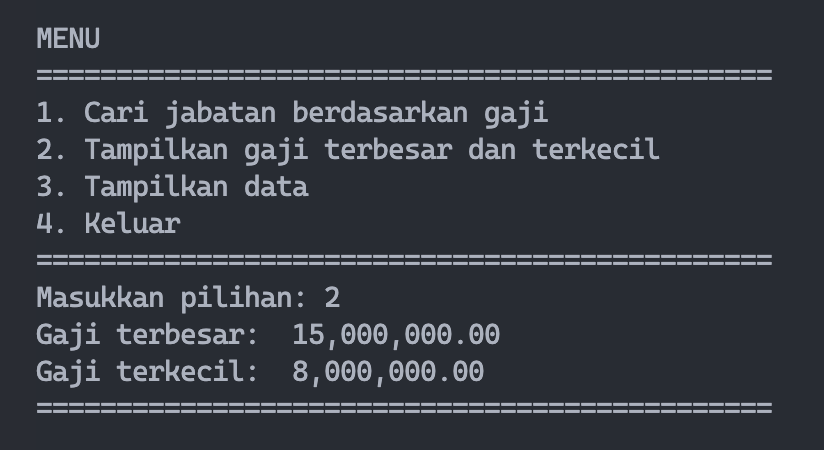 MENU
==============================================
1. Cari jabatan berdasarkan gaji
2. Tampilkan gaji terbesar dan terkecil
3. Tampilkan data
4. Keluar
==============================================
Masukkan pilihan: 2
Gaji terbesar:  15,000,000.00
Gaji terkecil:  8,000,000.00
==============================================